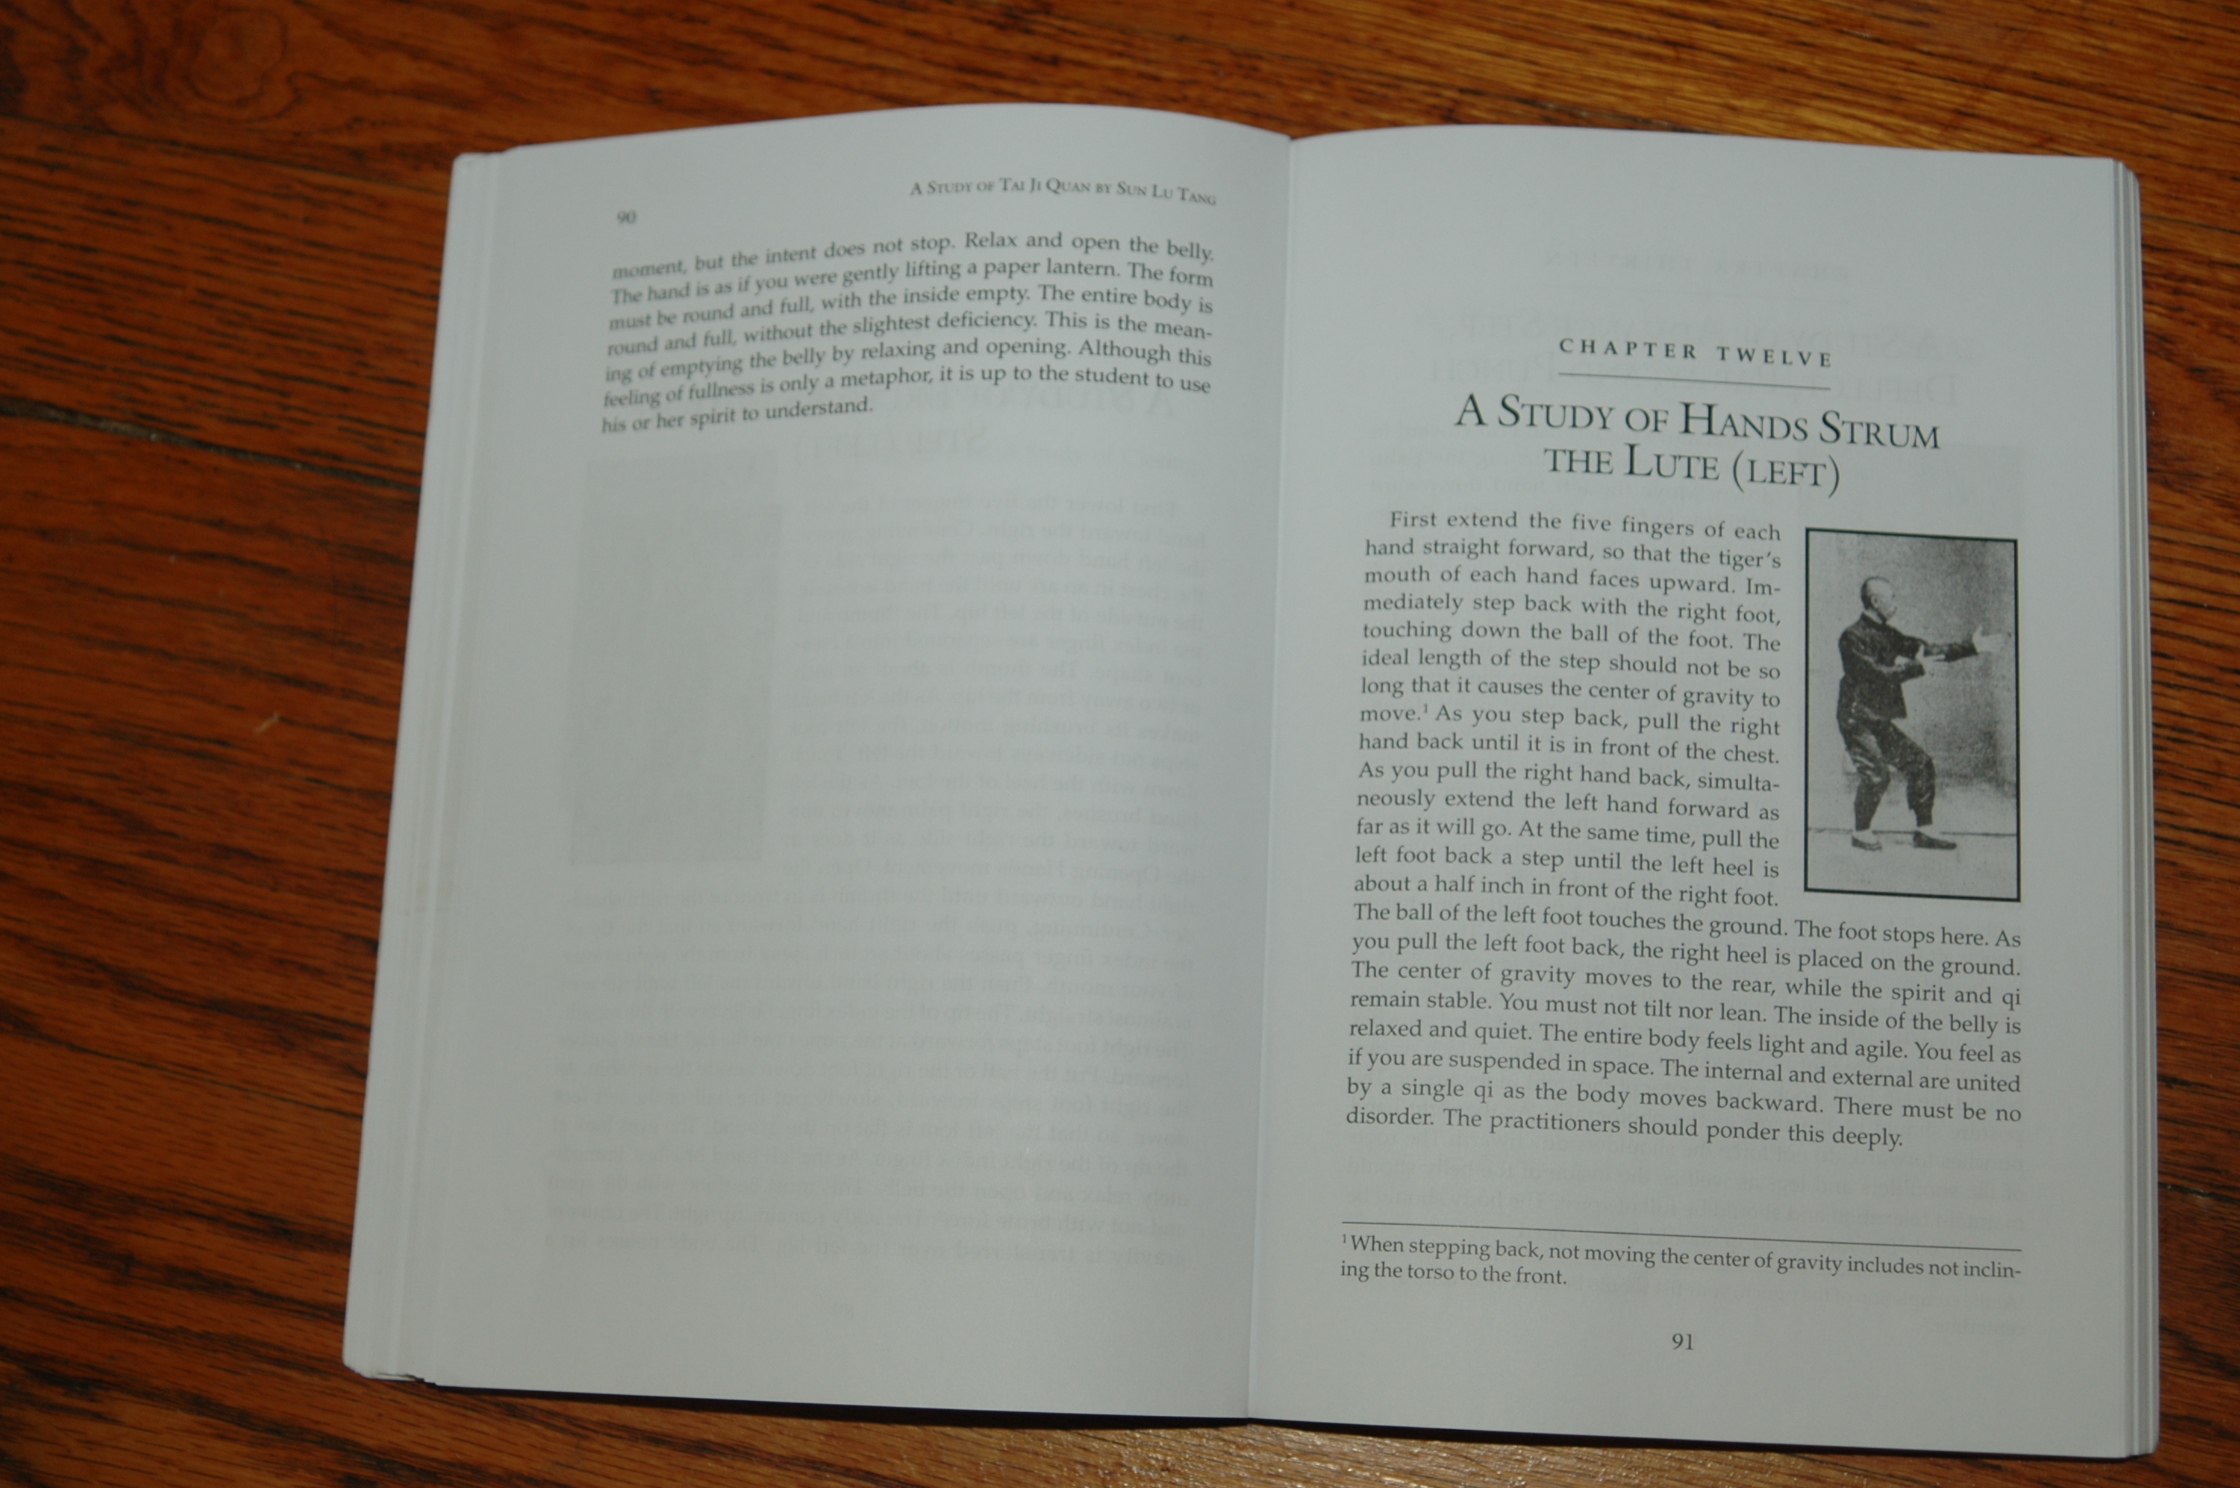 90
A STUDY OF TAI JI QUAN BY SUN LU TANG
moment, but the intent does not stop. Relax and open the belly.
The hand is as if you were gently lifting a paper lantern. The form
must be round and full, with the inside empty. The entire body is
round and full, without the slightest deficiency. This is the mean-
ing of emptying the belly by relaxing and opening. Although this
feeling of fullness is only a metaphor, it is up to the student to use
his or her spirit to understand.
CHAPTER TWELVE
A STUDY OF HANDS STRUM
THE LUTE (LEFT)
First extend the five fingers of each
hand straight forward, so that the tiger's
mouth of each hand faces upward. Im-
mediately step back with the right foot,
touching down the ball of the foot. The
ideal length of the step should not be so
long that it causes the center of gravity to
move.¹ As you step back, pull the right
hand back until it is in front of the chest.
As you pull the right hand back, simulta-
neously extend the left hand forward as
far as it will go. At the same time, pull the
left foot back a step until the left heel is
about a half inch in front of the right foot.
The ball of the left foot touches the ground. The foot stops here. As
you pull the left foot back, the right heel is placed on the ground.
The center of gravity moves to the rear, while the spirit and qi
remain stable. You must not tilt nor lean. The inside of the belly is
relaxed and quiet. The entire body feels light and agile. You feel as
if you are suspended in space. The internal and external are united
by a single qi as the body moves backward. There must be no
disorder. The practitioners should ponder this deeply.
¹ When stepping back, not moving the center of gravity includes not inclin-
ing the torso to the front.
91